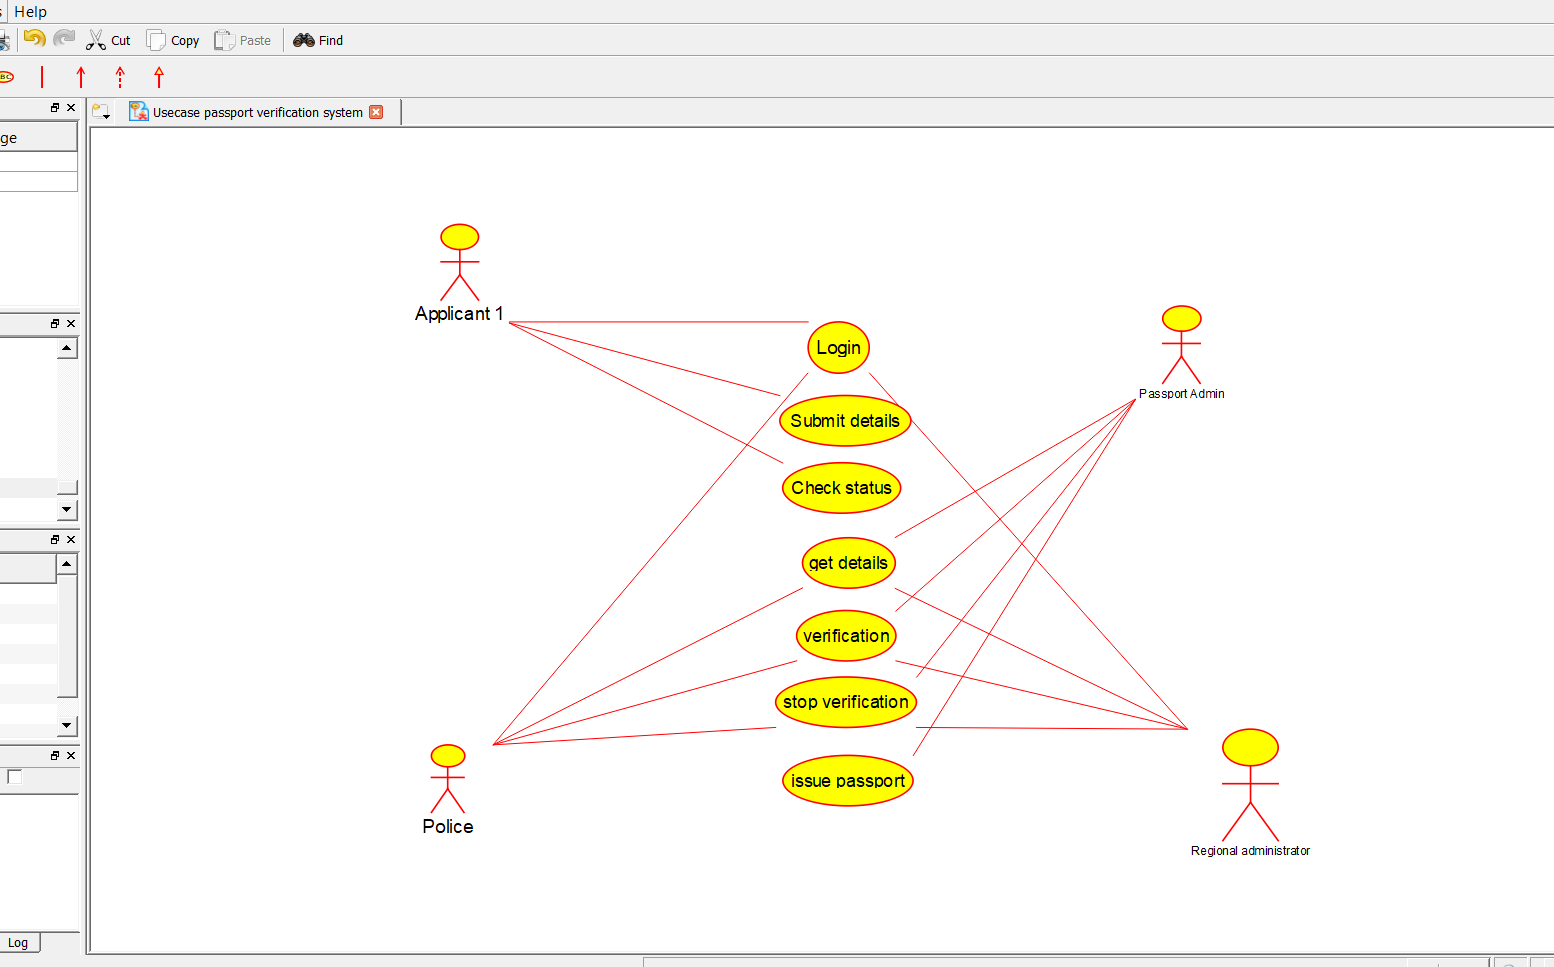 Help
Cut
Copy
Paste
Find
Usecase passport verification system
ge
Applicant 1
Login
Passport Admin
Submit details
Check status
get details
verification
stop verification
issue passport
Police
Regional administrator
Log